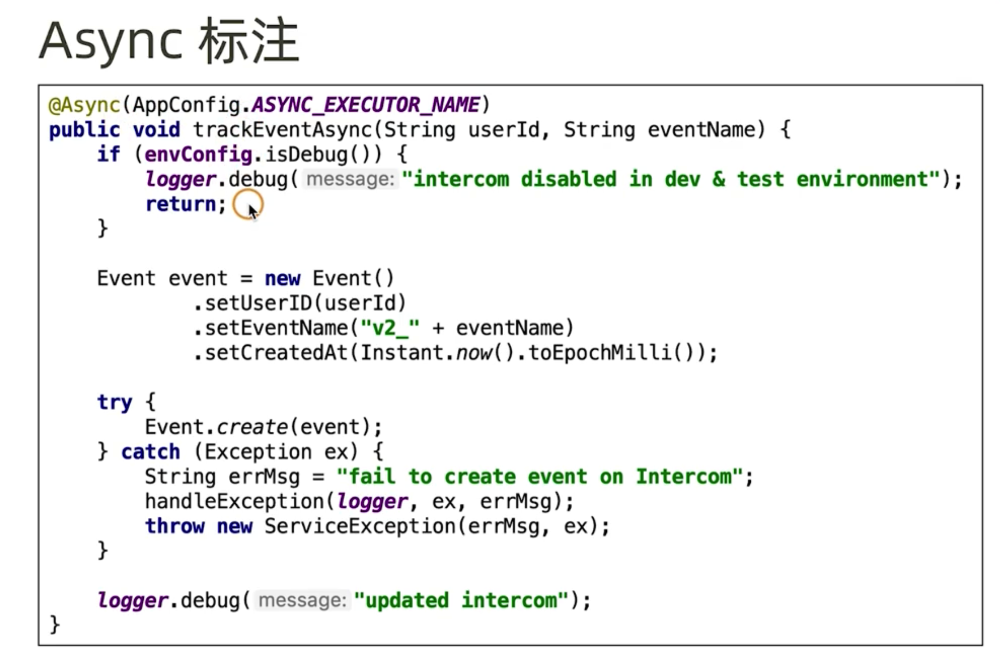 Async 标注
@Async(AppConfig.ASYNC_EXECUTOR_NAME)
public void trackEventAsync(String userId, String eventName) {
if (envConfig.isDebug()) {
logger.debug( message: "intercom disabled in dev & test environment");
return;
}
Event event = new Event()
.setUserID(userId)
.setEventName("v2_" + eventName)
.setCreatedAt(Instant.now().toEpochMilli());
try {
Event.create(event);
} catch (Exception ex) {
String errMsg = "fail to create event on Intercom";
handleException(logger, ex, errMsg);
throw new ServiceException(errMsg, ex);
}
logger.debug( message: "updated intercom");
}